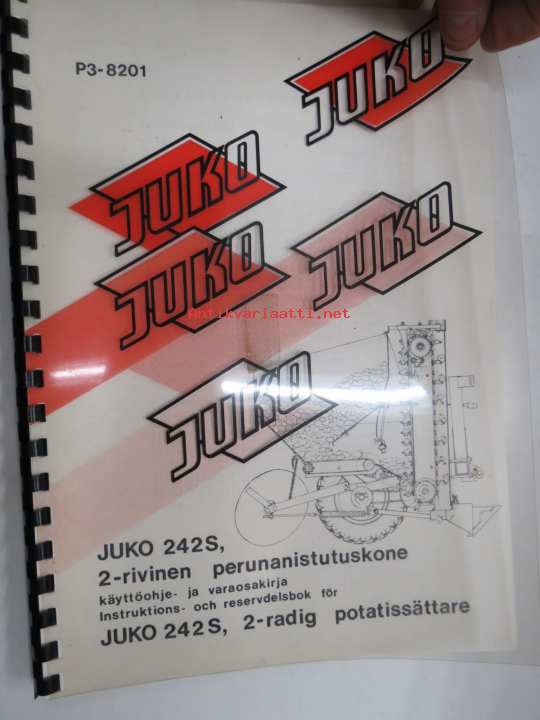 P3-8201
JUKO
JUKO
JUKO
JUKO
JUKO
Antikvariaatti.net
JUKO 242S,
2-rivinen perunanistutuskone
käyttöohje- ja varaosakirja
Instruktions- och reservdelsbok för
JUKO 242S, 2-radig potatissättare